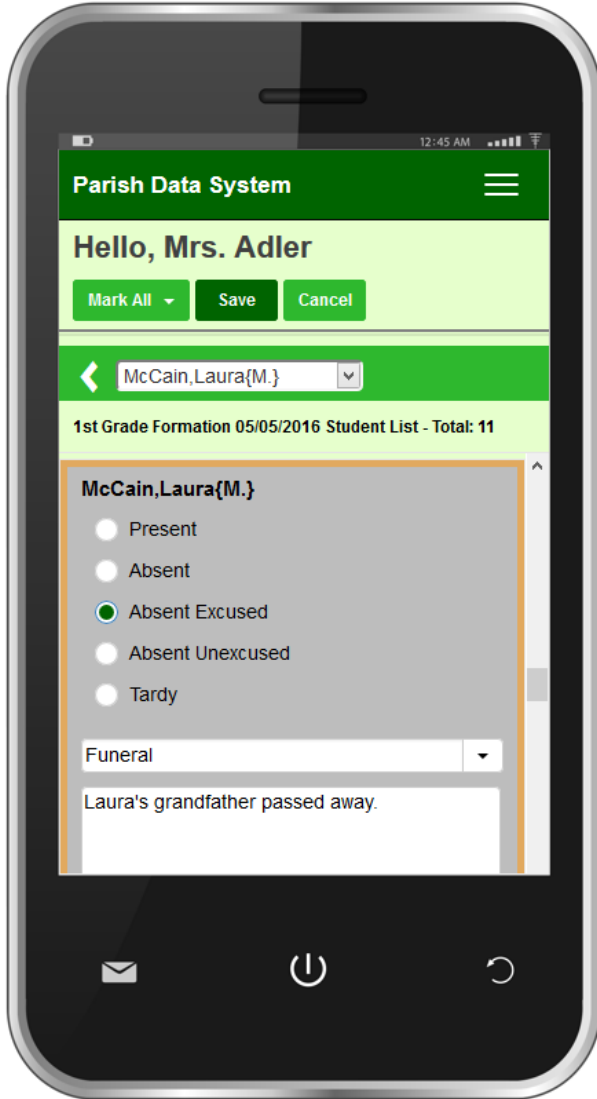 12:45 AM
Parish Data System
Hello, Mrs. Adler
Mark All Save Cancel
McCain,Laura{M.}
1st Grade Formation 05/05/2016 Student List - Total: 11
McCain,Laura{M.}
Present
Absent
Absent Excused
Absent Unexcused
Tardy
Funeral
Laura's grandfather passed away.